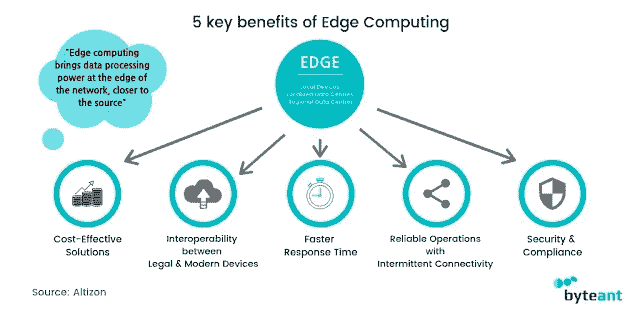 5 key benefits of Edge Computing
"Edge computing
brings data processing
power at the edge of
the network, closer to
the source"
EDGE
Local Devices
Localized Data Centres
Regional Data Centres
Cost-Effective
Solutions
Interoperability
between
Legal & Modern Devices
Faster
Response Time
Reliable Operations
with
Intermittent Connectivity
Security &
Compliance
Source: Altizon
byteant